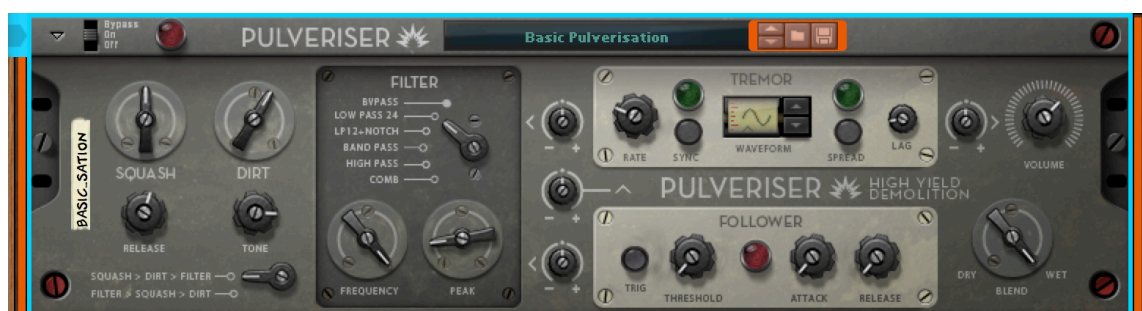 Bypass
On
Off
PULVERISER
Basic Pulverisation
BASIC_SATION
SQUASH
DIRT
RELEASE
TONE
SQUASH > DIRT > FILTER
FILTER > SQUASH > DIRT
FILTER
BYPASS
LOW PASS 24
LP12+NOTCH
BAND PASS
HIGH PASS
COMB
FREQUENCY
PEAK
<
- +
- +
<
- +
TREMOR
RATE
SYNC
WAVEFORM
SPREAD
LAG
>
- +
VOLUME
PULVERISER
HIGH YIELD
DEMOLITION
FOLLOWER
TRIG
THRESHOLD
ATTACK
RELEASE
DRY
WET
BLEND